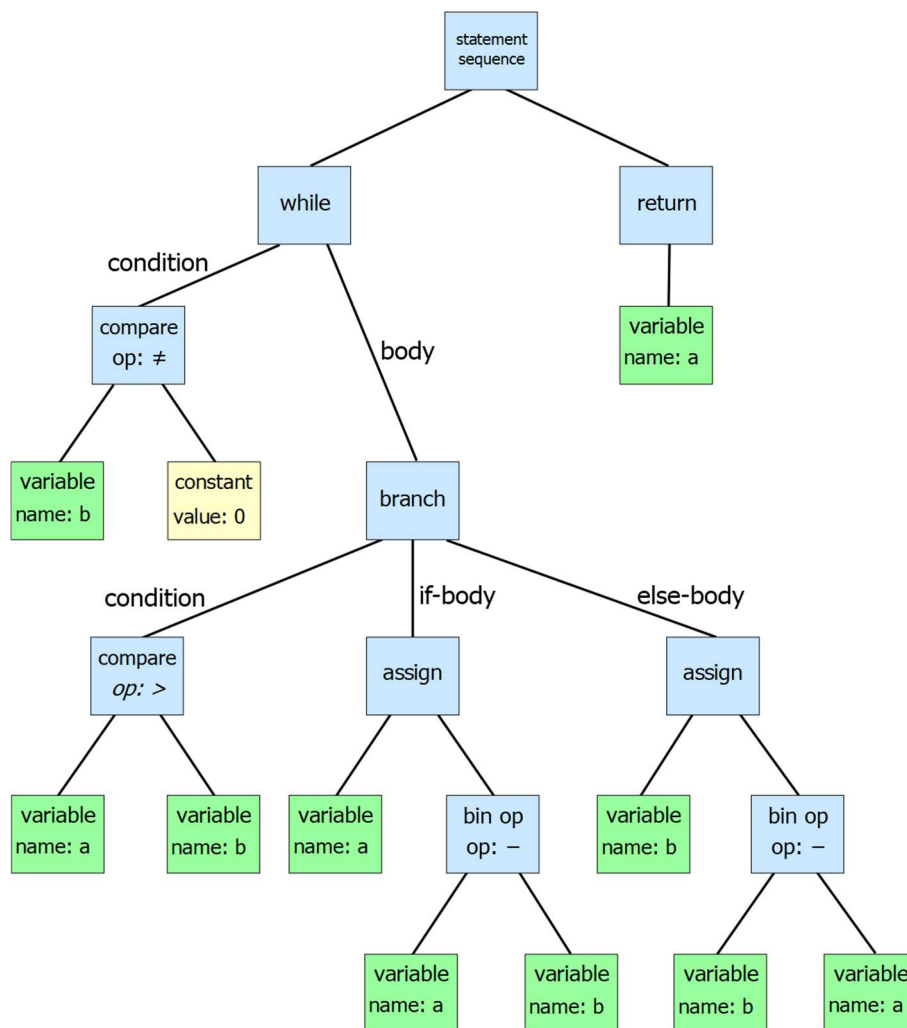 statement
sequence
while
return
condition
compare
op: ≠
body
variable
name: a
variable
name: b
constant
value: 0
branch
condition
if-body
else-body
compare
op: >
assign
assign
variable
name: a
variable
name: b
variable
name: a
bin op
op: –
variable
name: b
bin op
op: –
variable
name: a
variable
name: b
variable
name: b
variable
name: a